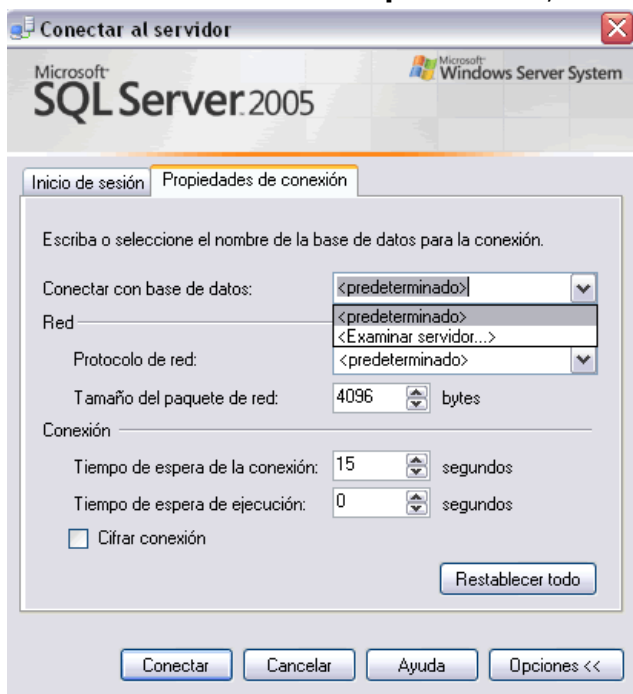 Conectar al servidor
Microsoft
SQL Server 2005
Microsoft
Windows Server System
Inicio de sesión
Propiedades de conexión
Escriba o seleccione el nombre de la base de datos para la conexión.
Conectar con base de datos: <predeterminado>
<predeterminado>
<Examinar servidor...>
Red
Protocolo de red: <predeterminado>
Tamaño del paquete de red: 4096 bytes
Conexión
Tiempo de espera de la conexión: 15 segundos
Tiempo de espera de ejecución: 0 segundos
Cifrar conexión
Restablecer todo
Conectar Cancelar Ayuda Opciones <<